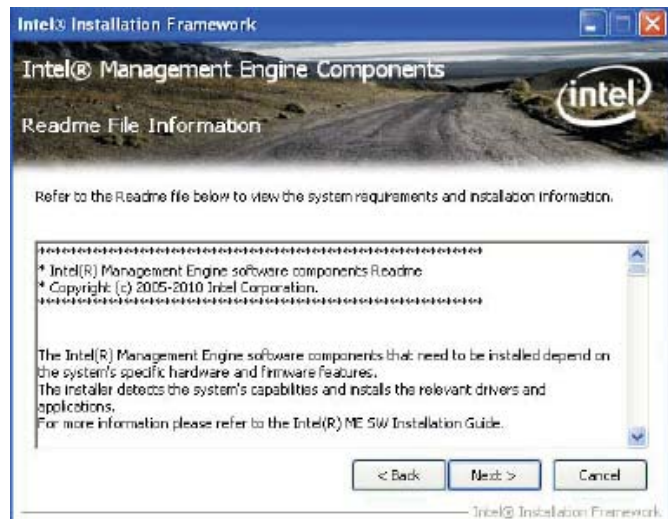 Intel® Installation Framework
Intel® Management Engine Components
intel
Readme File Information
Refer to the Readme file below to view the system requirements and installation information.
*********************************************************
* Intel(R) Management Engine software components Readme
* Copyright (c) 2005-2010 Intel Corporation.
*********************************************************
The Intel(R) Management Engine software components that need to be installed depend on
the system's specific hardware and firmware features.
The installer detects the system's capabilities and installs the relevant drivers and
applications.
For more information please refer to the Intel(R) ME SW Installation Guide.
< Back
Next >
Cancel
Intel® Installation Framework